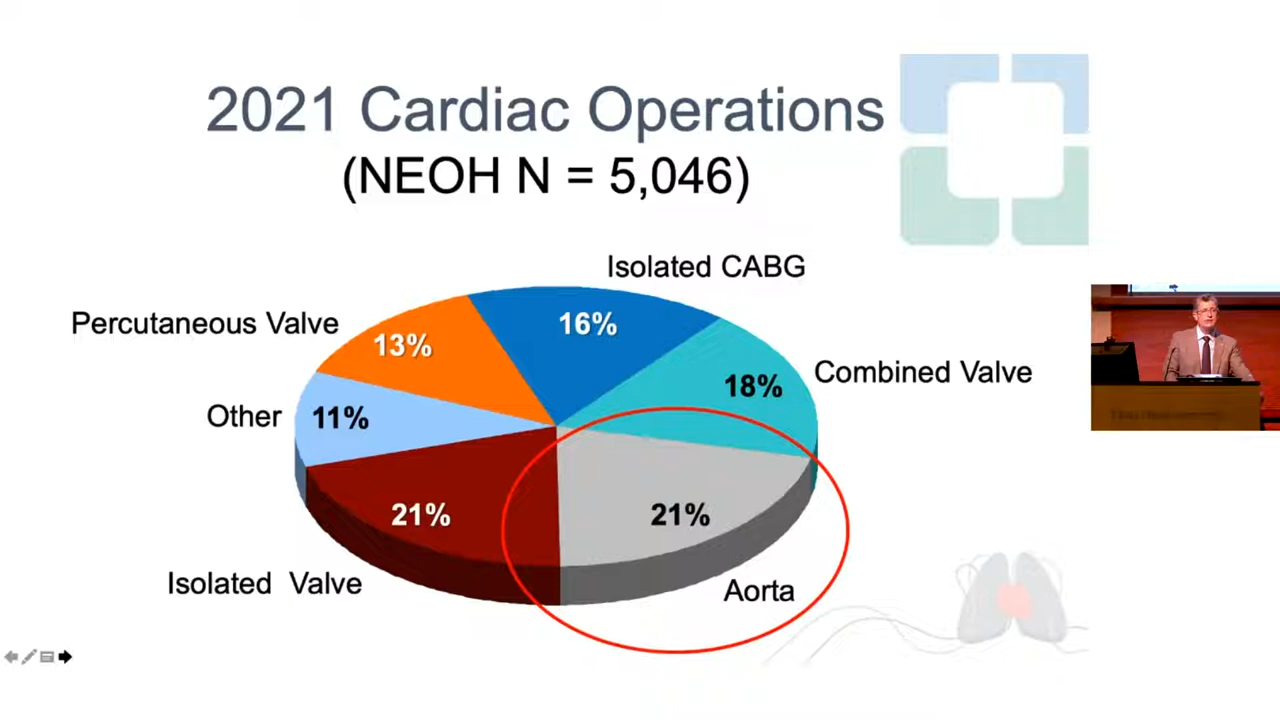 2021 Cardiac Operations
(NEOH N = 5,046)
Isolated CABG
16%
Percutaneous Valve
13%
Combined Valve
18%
Other
11%
21%
21%
Isolated Valve
Aorta